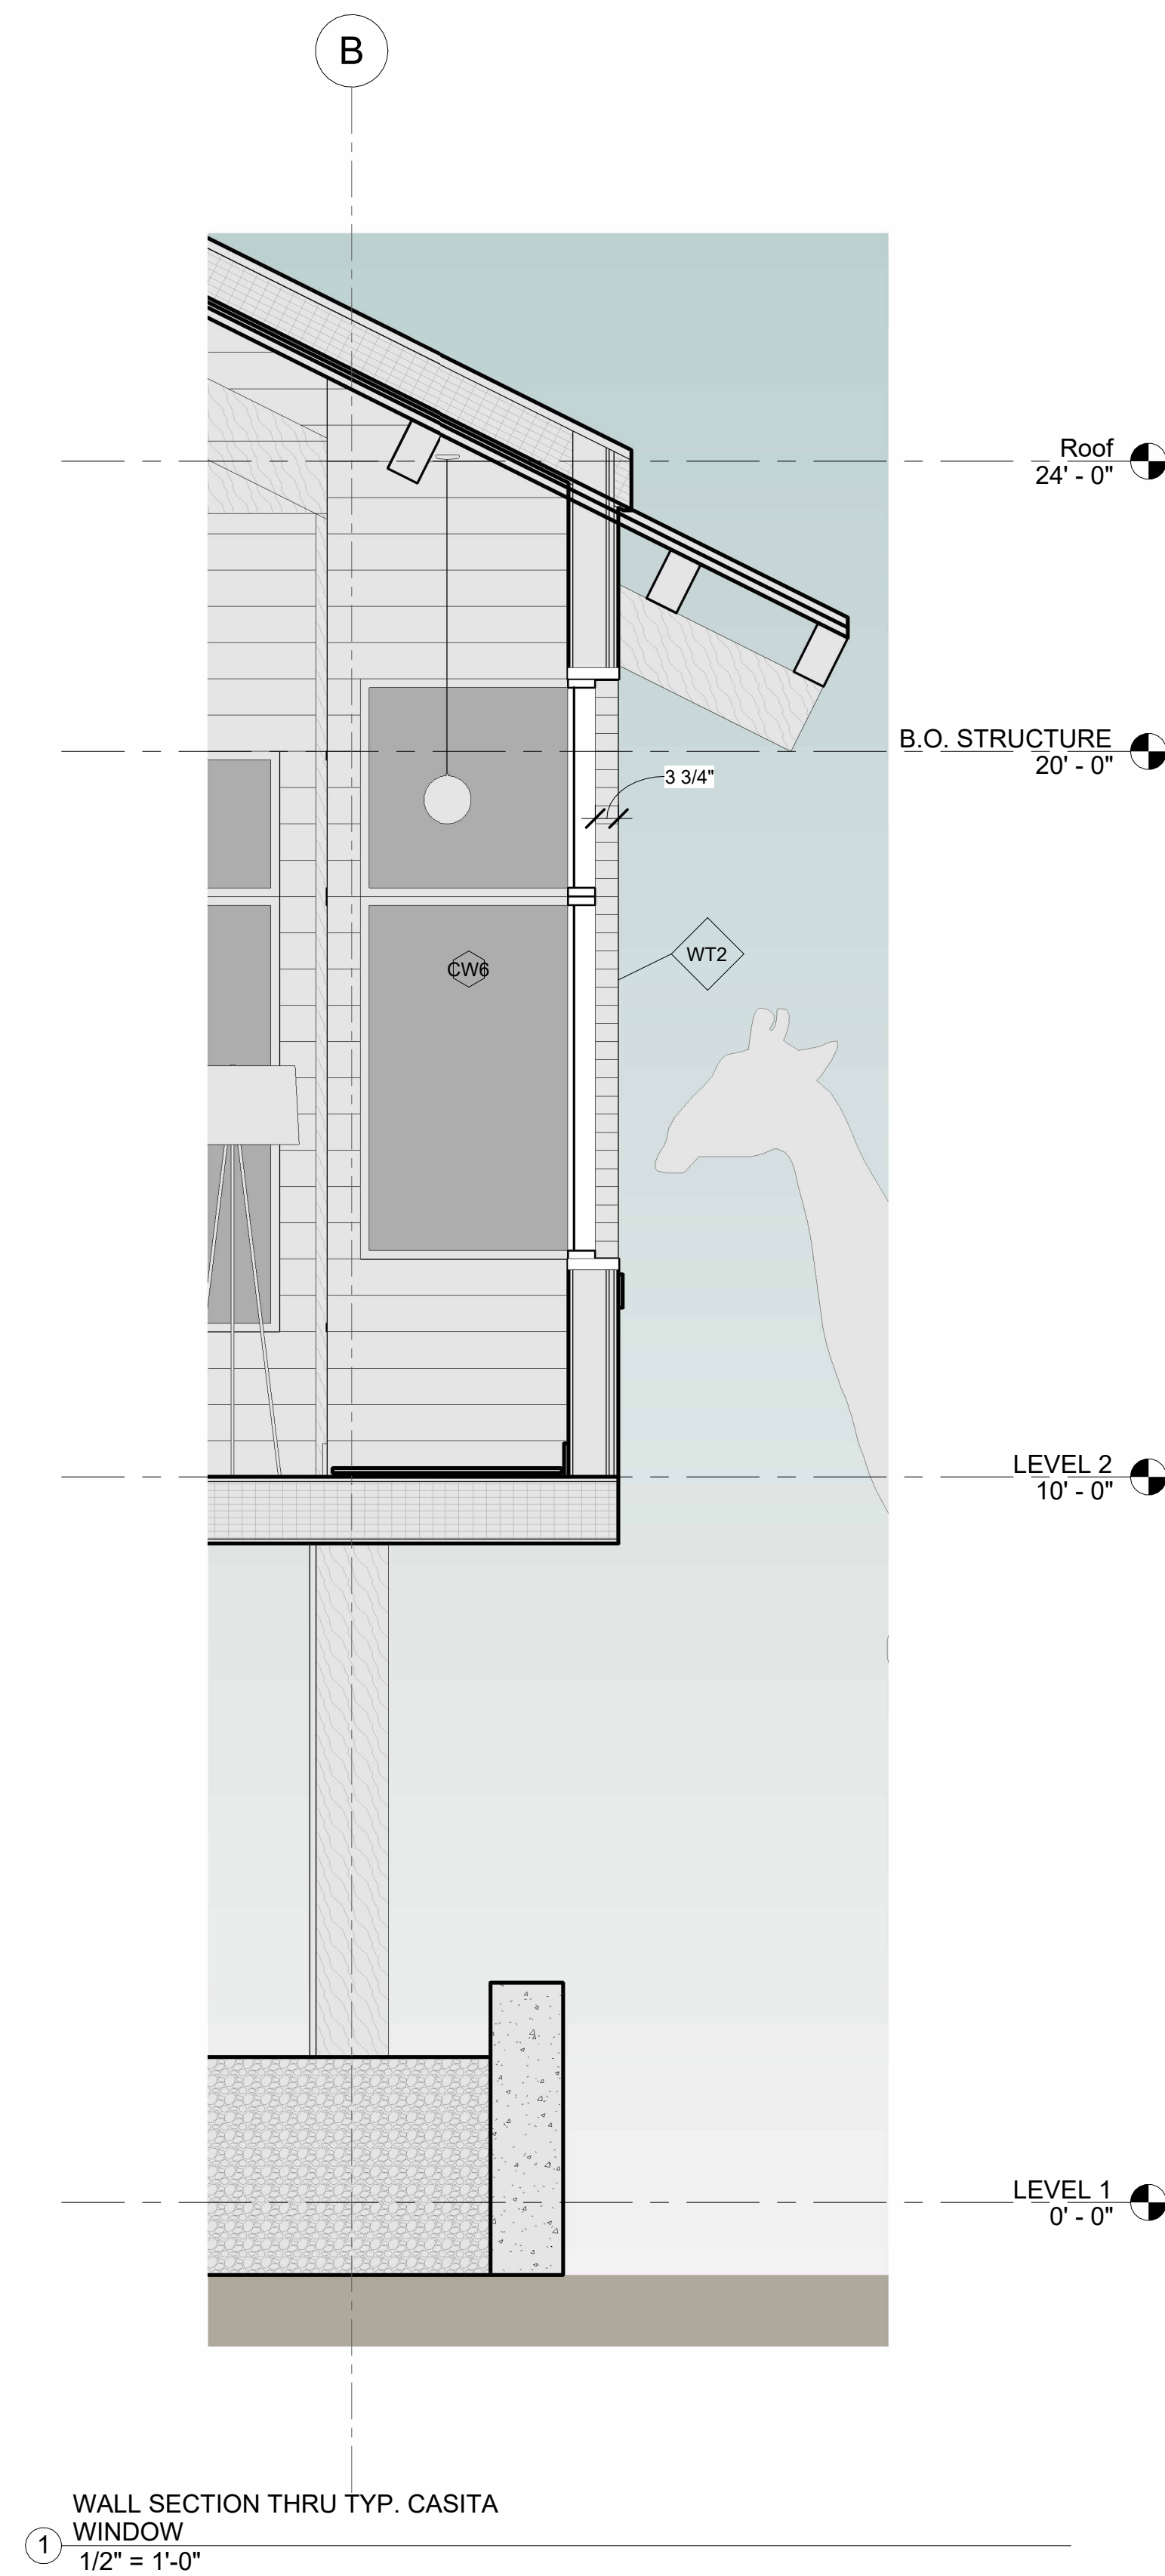 B
Roof
24' - 0"
B.O. STRUCTURE
20' - 0"
3 3/4"
WT2
CW6
LEVEL 2
10' - 0"
LEVEL 1
0' - 0"
WALL SECTION THRU TYP. CASITA
WINDOW
1
1/2" = 1'-0"